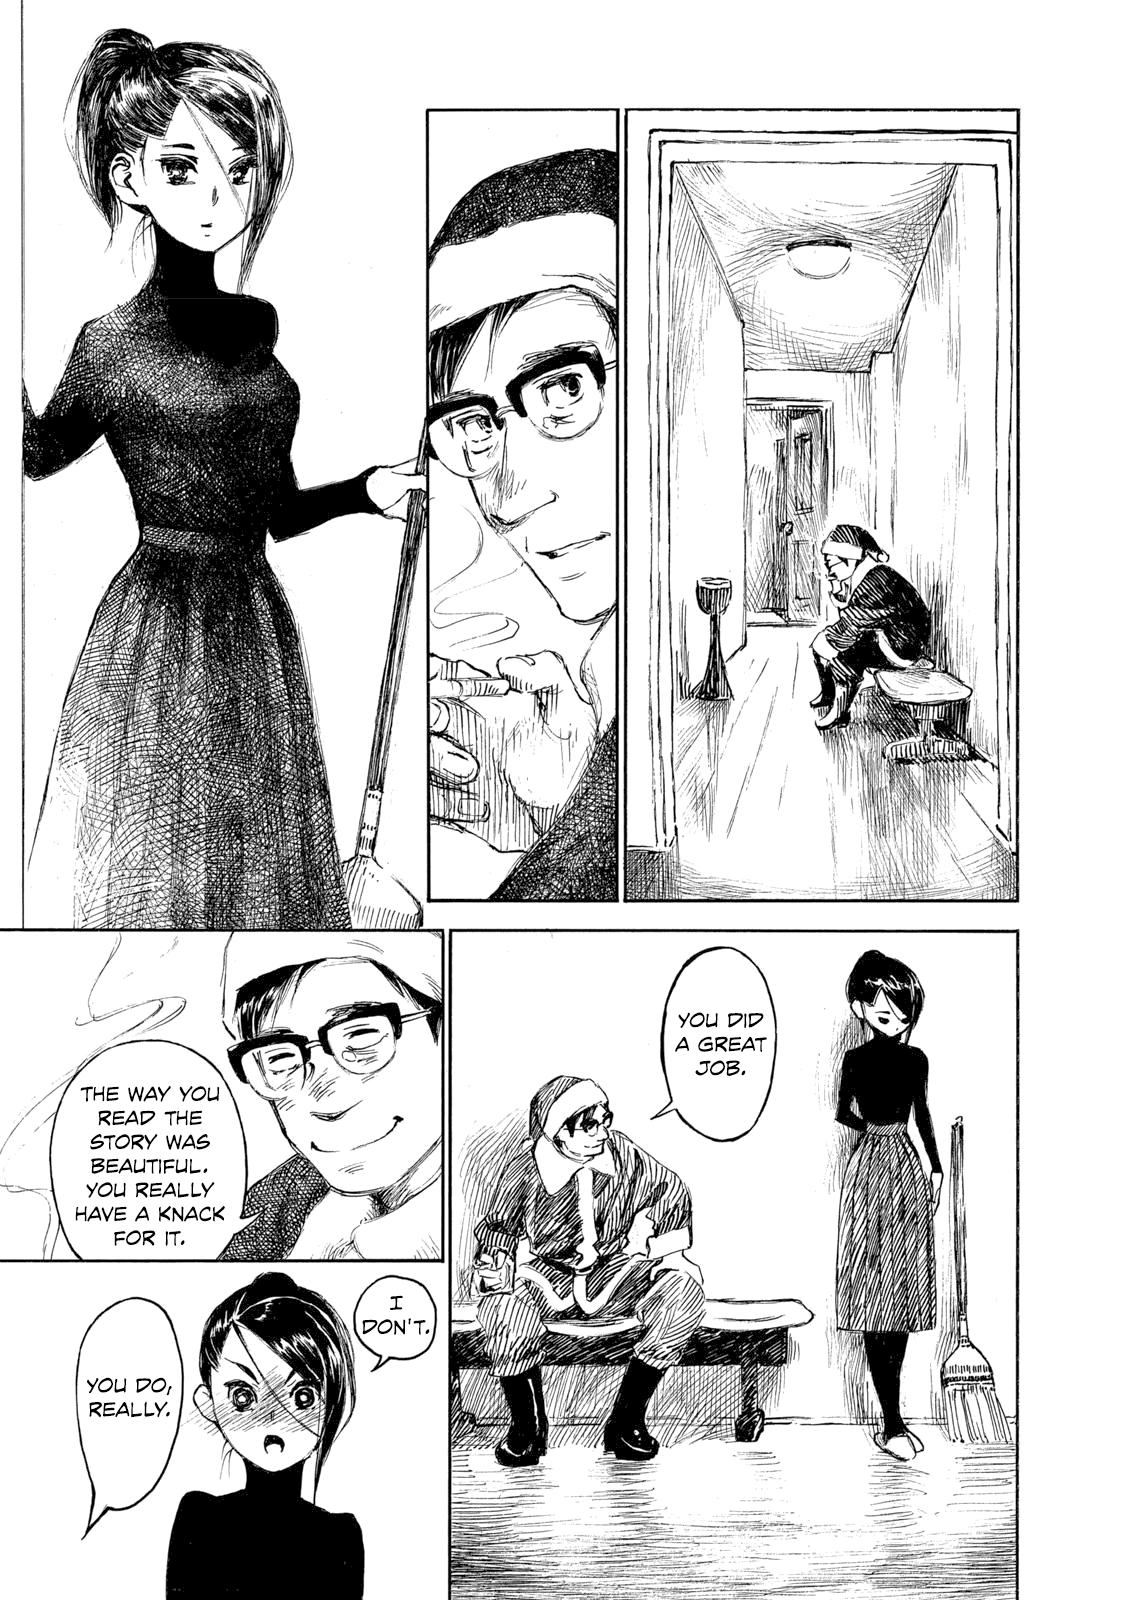 YOU DID
A GREAT
JOB.
THE WAY YOU
READ THE
STORY WAS
BEAUTIFUL.
YOU REALLY
HAVE A KNACK
FOR IT.
I
DON'T.
YOU DO,
REALLY.